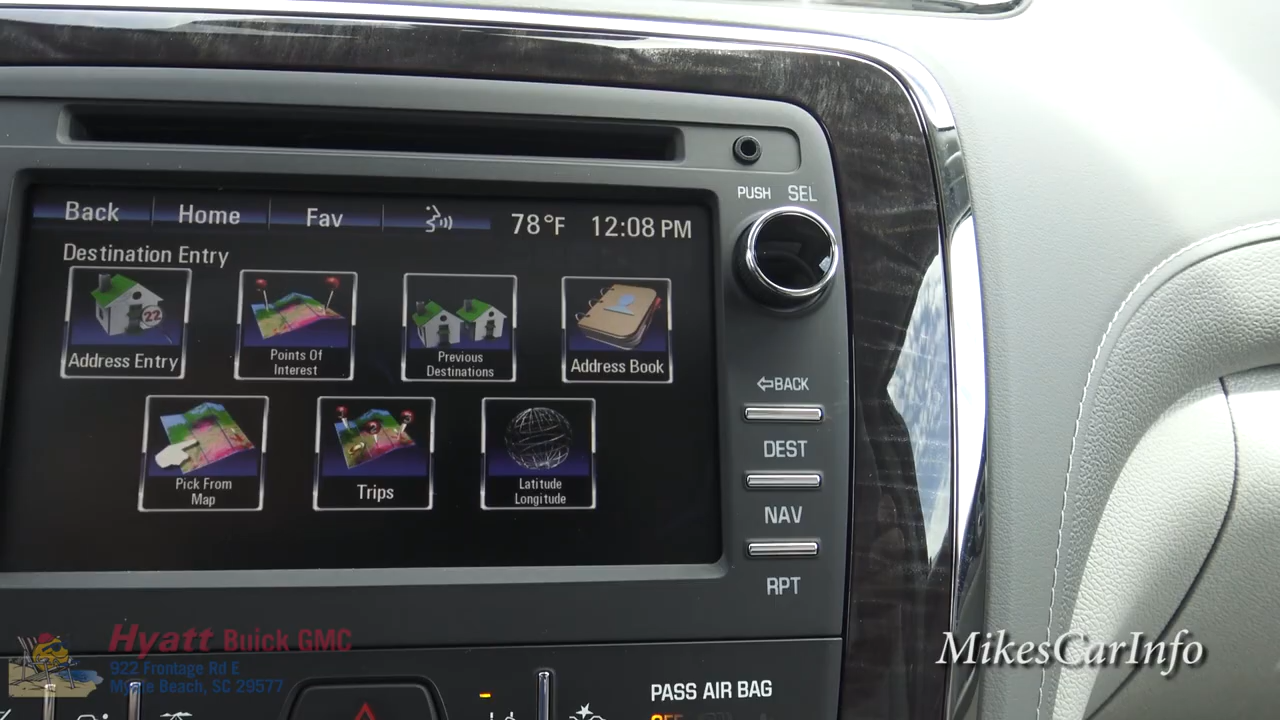 PUSH SEL
Back Home Fav 78°F 12:08 PM
Destination Entry
22
Address Entry
Points Of
Interest
Previous
Destinations
Address Book
Pick From
Map
Trips
Latitude
Longitude
BACK
DEST
NAV
RPT
Hyatt Buick GMC
922 Frontage Rd E
Myrtle Beach, SC 29577
MikesCarInfo
PASS AIR BAG
OFF